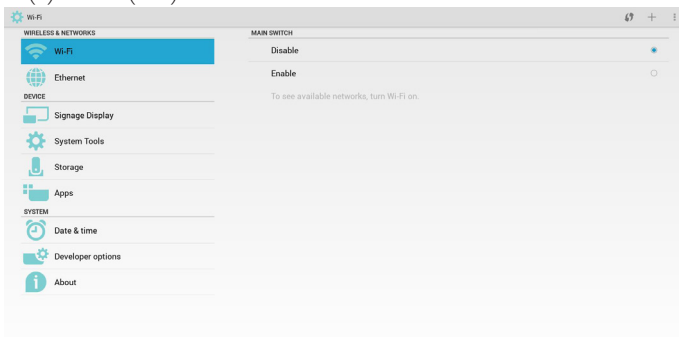 Wi-Fi
WIRELESS & NETWORKS
Wi-Fi
Ethernet
DEVICE
Signage Display
System Tools
Storage
Apps
SYSTEM
Date & time
Developer options
About
MAIN SWITCH
Disable
Enable
To see available networks, turn Wi-Fi on.